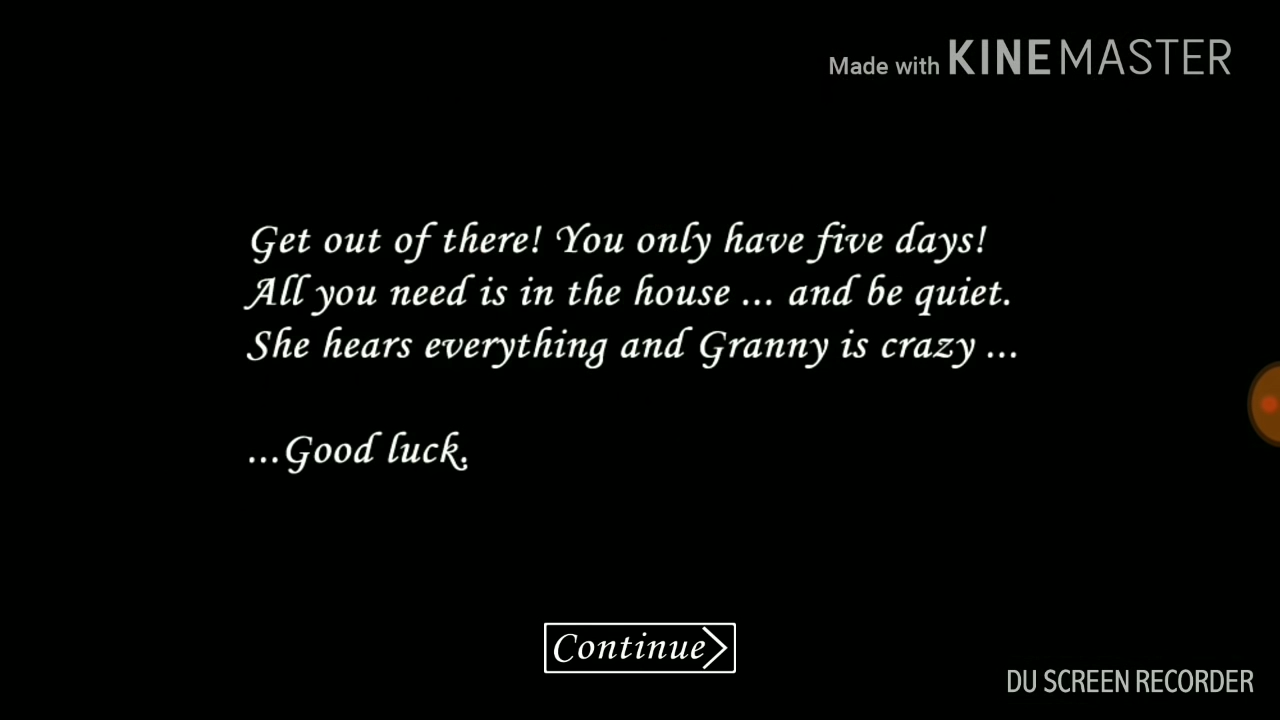 Made with KINEMASTER
Get out of there! You only have five days!
All you need is in the house ... and be quiet.
She hears everything and Granny is crazy ...
...Good luck.
Continue
DU SCREEN RECORDER